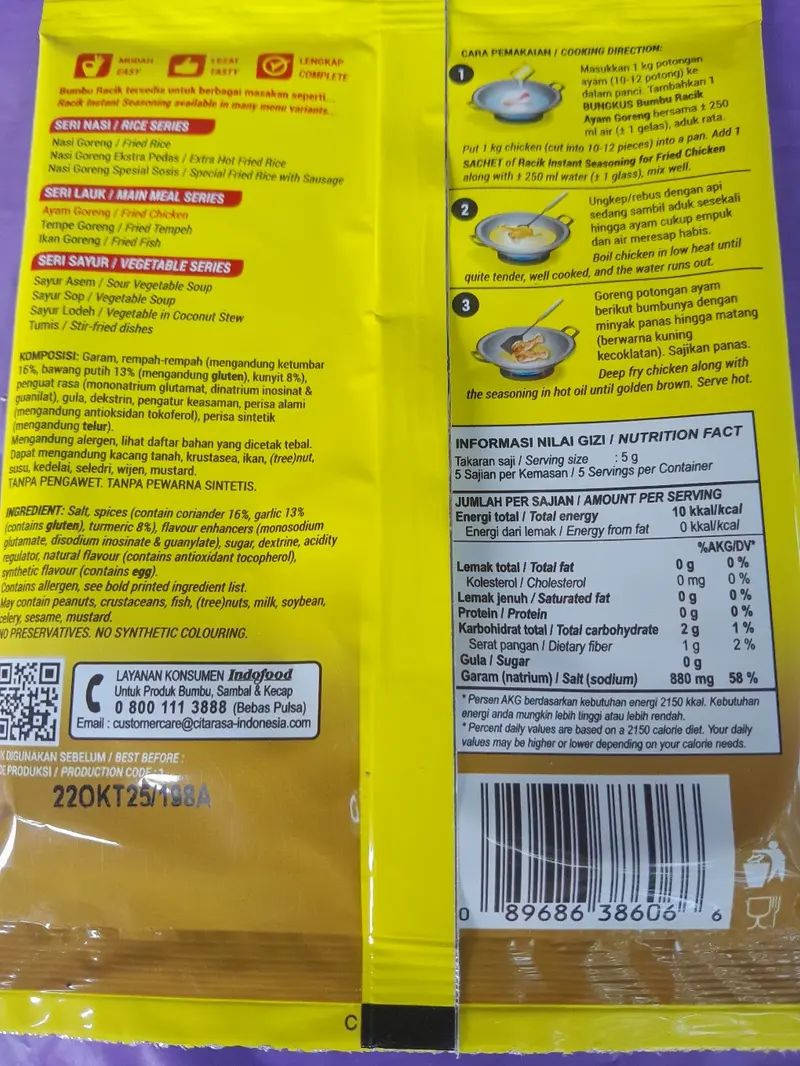 MUDAH
EASY
LEZAT
TASTY
LENGKAP
COMPLETE
Bumbu Racik tersedia untuk berbagai masakan seperti...
Racik Instant Seasoning available in many menu variants...
SERI NASI / RICE SERIES
Nasi Goreng / Fried Rice
Nasi Goreng Ekstra Pedas / Extra Hot Fried Rice
Nasi Goreng Spesial Sosis / Special Fried Rice with Sausage
SERI LAUK / MAIN MEAL SERIES
Ayam Goreng / Fried Chicken
Tempe Goreng / Fried Tempeh
Ikan Goreng / Fried Fish
SERI SAYUR / VEGETABLE SERIES
Sayur Asem / Sour Vegetable Soup
Sayur Sop / Vegetable Soup
Sayur Lodeh / Vegetable in Coconut Stew
Tumis / Stir-fried dishes
KOMPOSISI: Garam, rempah-rempah (mengandung ketumbar
16%, bawang putih 13% (mengandung gluten), kunyit 8%),
penguat rasa (mononatrium glutamat, dinatrium inosinat &
guanilat), gula, dekstrin, pengatur keasaman, perisa alami
(mengandung antioksidan tokoferol), perisa sintetik
(mengandung telur).
Mengandung alergen, lihat daftar bahan yang dicetak tebal.
Dapat mengandung kacang tanah, krustasea, ikan, (tree)nut,
susu, kedelai, seledri, wijen, mustard.
TANPA PENGAWET. TANPA PEWARNA SINTETIS.
INGREDIENT: Salt, spices (contain coriander 16%, garlic 13%
(contains gluten), turmeric 8%), flavour enhancers (monosodium
glutamate, disodium inosinate & guanylate), sugar, dextrine, acidity
regulator, natural flavour (contains antioxidant tocopherol),
synthetic flavour (contains egg).
Contains allergen, see bold printed ingredient list.
May contain peanuts, crustaceans, fish, (tree)nuts, milk, soybean,
celery, sesame, mustard.
NO PRESERVATIVES. NO SYNTHETIC COLOURING.
LAYANAN KONSUMEN Indofood
Untuk Produk Bumbu, Sambal & Kecap
0 800 111 3888 (Bebas Pulsa)
Email : customercare@citarasa-indonesia.com
DIGUNAKAN SEBELUM / BEST BEFORE :
PRODUKSI / PRODUCTION CODE :
22OKT25/198A
C
CARA PEMAKAIAN / COOKING DIRECTION:
1
Masukkan 1 kg potongan
ayam (10-12 potong) ke
dalam panci. Tambahkan 1
BUNGKUS Bumbu Racik
Ayam Goreng bersama ± 250
ml air (± 1 gelas), aduk rata.
Put 1 kg chicken (cut into 10-12 pieces) into a pan. Add 1
SACHET of Racik Instant Seasoning for Fried Chicken
along with ± 250 ml water (± 1 glass), mix well.
2
Ungkep/rebus dengan api
sedang sambil aduk sesekali
hingga ayam cukup empuk
dan air meresap habis.
Boil chicken in low heat until
quite tender, well cooked, and the water runs out.
3
Goreng potongan ayam
berikut bumbunya dengan
minyak panas hingga matang
(berwarna kuning
kecoklatan). Sajikan panas.
Deep fry chicken along with
the seasoning in hot oil until golden brown. Serve hot.
INFORMASI NILAI GIZI / NUTRITION FACT
Takaran saji / Serving size : 5 g
5 Sajian per Kemasan / 5 Servings per Container
JUMLAH PER SAJIAN / AMOUNT PER SERVING
Energi total / Total energy 10 kkal/kcal
Energi dari lemak / Energy from fat 0 kkal/kcal
%AKG/DV*
Lemak total / Total fat 0 g 0 %
Kolesterol / Cholesterol 0 mg 0 %
Lemak jenuh / Saturated fat 0 g 0 %
Protein / Protein 0 g 0 %
Karbohidrat total / Total carbohydrate 2 g 1 %
Serat pangan / Dietary fiber 1 g 2 %
Gula / Sugar 0 g
Garam (natrium) / Salt (sodium) 880 mg 58 %
* Persen AKG berdasarkan kebutuhan energi 2150 kkal. Kebutuhan
energi anda mungkin lebih tinggi atau lebih rendah.
* Percent daily values are based on a 2150 calorie diet. Your daily
values may be higher or lower depending on your calorie needs.
0 89686 38606 6